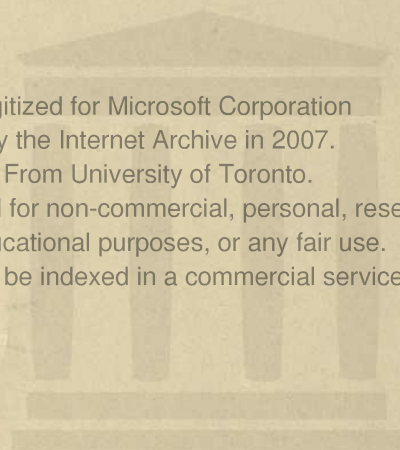 gitized for Microsoft Corporation
y the Internet Archive in 2007.
From University of Toronto.
for non-commercial, personal, rese
ucational purposes, or any fair use.
be indexed in a commercial service